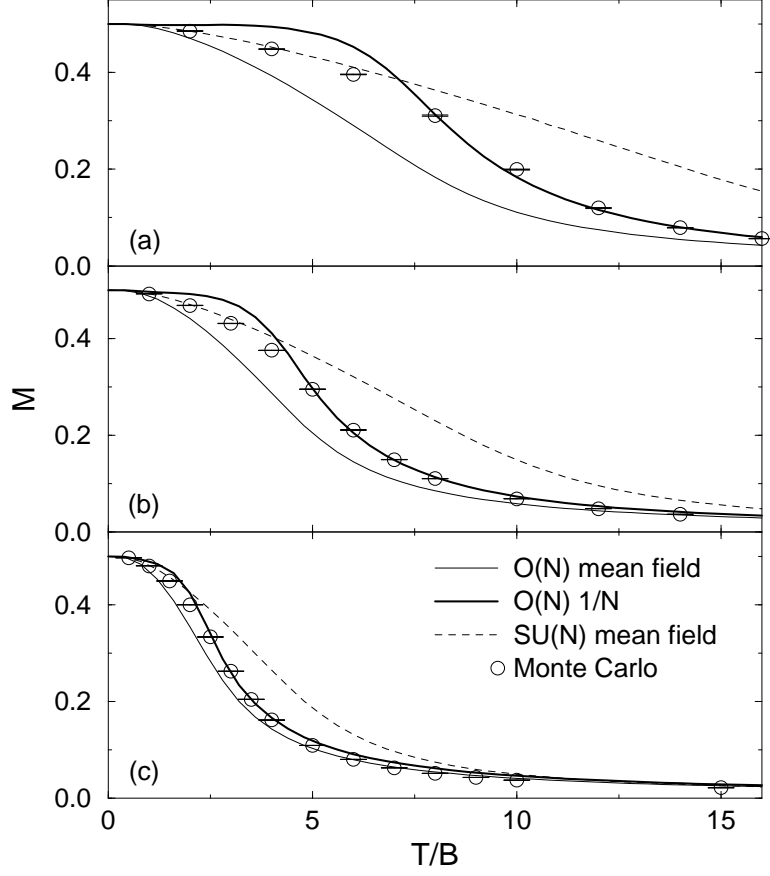 0.4
0.2
0.0
(a)
0.4
0.2
0.0
(b)
M
O(N) mean field
O(N) 1/N
SU(N) mean field
Monte Carlo
0.4
0.2
0.0
(c)
0 5 10 15
T/B